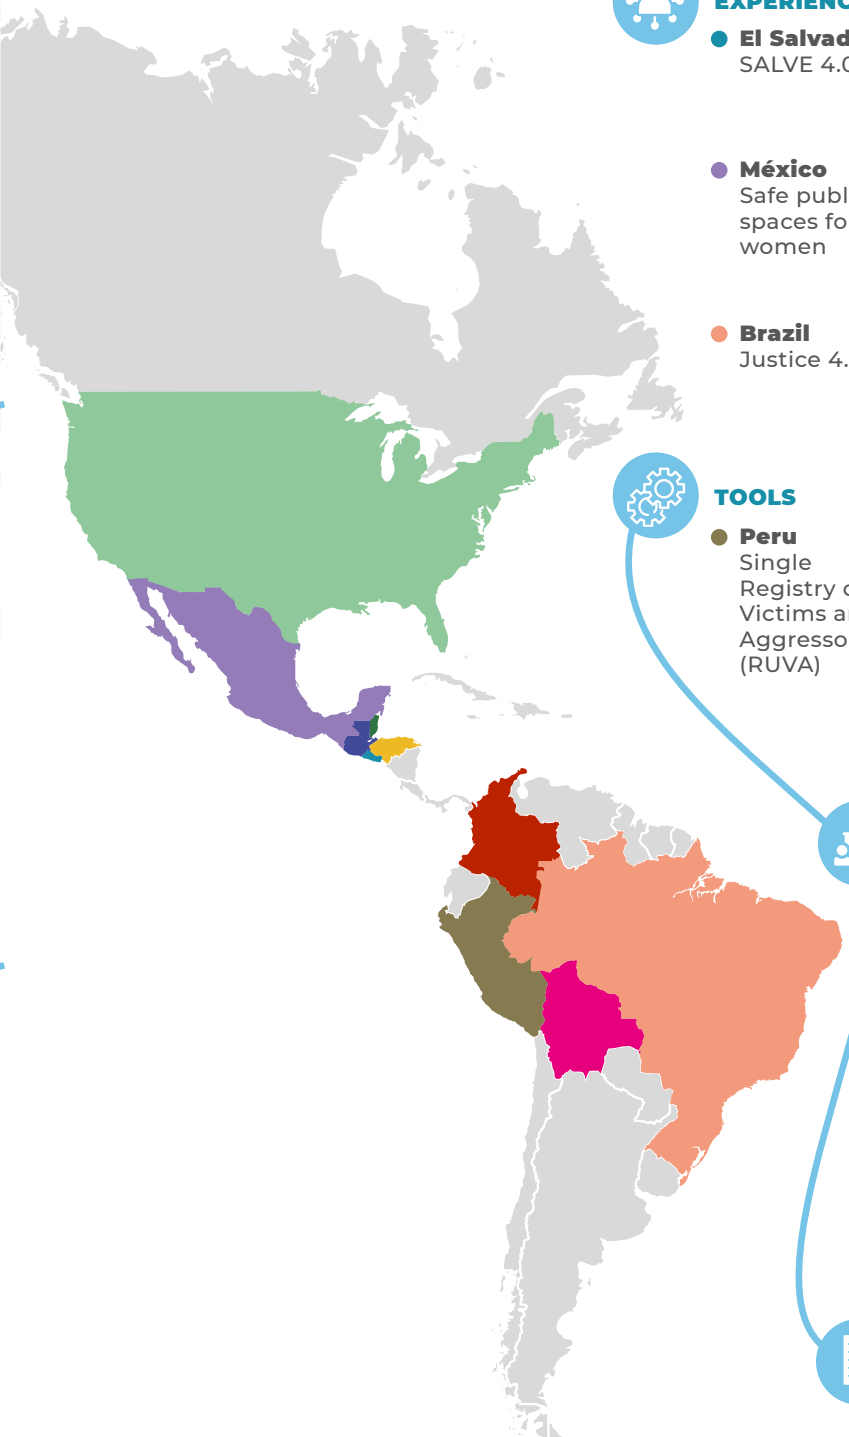 EXPERIENC
El Salvad
SALVE 4.0
México
Safe publ
spaces fo
women
Brazil
Justice 4.
TOOLS
Peru
Single
Registry o
Victims a
Aggresso
(RUVA)